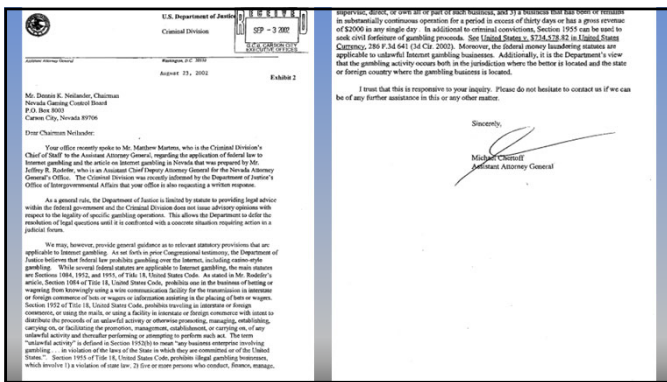 U.S. Department of Justice
Criminal Division
RECEIVED
SEP - 3 2002
G.C.B. CARSON CITY
EXECUTIVE OFFICES
Assistant Attorney General
Washington, D.C. 20530
August 23, 2002
Exhibit 2
Mr. Dennis K. Neilander, Chairman
Nevada Gaming Control Board
P.O. Box 8003
Carson City, Nevada 89706
Dear Chairman Neilander:
Your office recently spoke to Mr. Matthew Martens, who is the Criminal Division's
Chief of Staff to the Assistant Attorney General, regarding the application of federal law to
Internet gambling and the article on Internet gambling in Nevada that was prepared by Mr.
Jeffrey R. Rodefer, who is an Assistant Chief Deputy Attorney General for the Nevada Attorney
General's Office. The Criminal Division was recently informed by the Department of Justice's
Office of Intergovernmental Affairs that your office is also requesting a written response.
As a general rule, the Department of Justice is limited by statute to providing legal advice
within the federal government and the Criminal Division does not issue advisory opinions with
respect to the legality of specific gambling operations. This allows the Department to defer the
resolution of legal questions until it is confronted with a concrete situation requiring action in a
judicial forum.
We may, however, provide general guidance as to relevant statutory provisions that are
applicable to Internet gambling. As set forth in prior Congressional testimony, the Department of
Justice believes that federal law prohibits gambling over the Internet, including casino-style
gambling. While several federal statutes are applicable to Internet gambling, the main statutes
are Sections 1084, 1952, and 1955, of Title 18, United States Code. As stated in Mr. Rodefer's
article, Section 1084 of Title 18, United States Code, prohibits one in the business of betting or
wagering from knowingly using a wire communication facility for the transmission in interstate
or foreign commerce of bets or wagers or information assisting in the placing of bets or wagers.
Section 1952 of Title 18, United States Code, prohibits traveling in interstate or foreign
commerce, or using the mails, or using a facility in interstate or foreign commerce with intent to
distribute the proceeds of an unlawful activity or otherwise promoting, managing, establishing,
carrying on, or facilitating the promotion, management, establishment, or carrying on, of any
unlawful activity and thereafter performing or attempting to perform such act. The term
"unlawful activity" is defined in Section 1952(b) to mean "any business enterprise involving
gambling . . . in violation of the laws of the State in which they are committed or of the United
States.". Section 1955 of Title 18, United States Code, prohibits illegal gambling businesses,
which involve 1) a violation of state law, 2) five or more persons who conduct, finance, manage,
supervise, direct, or own all or part of such business, and 3) a business that has been or remains
in substantially continuous operation for a period in excess of thirty days or has a gross revenue
of $2000 in any single day. In additional to criminal convictions, Section 1955 can be used to
seek civil forfeiture of gambling proceeds. See United States v. $734,578.82 in United States
Currency, 286 F.3d 641 (3d Cir. 2002). Moreover, the federal money laundering statutes are
applicable to unlawful Internet gambling businesses. Additionally, it is the Department's view
that the gambling activity occurs both in the jurisdiction where the bettor is located and the state
or foreign country where the gambling business is located.
I trust that this is responsive to your inquiry. Please do not hesitate to contact us if we can
be of any further assistance in this or any other matter.
Sincerely,
Michael Chertoff
Assistant Attorney General